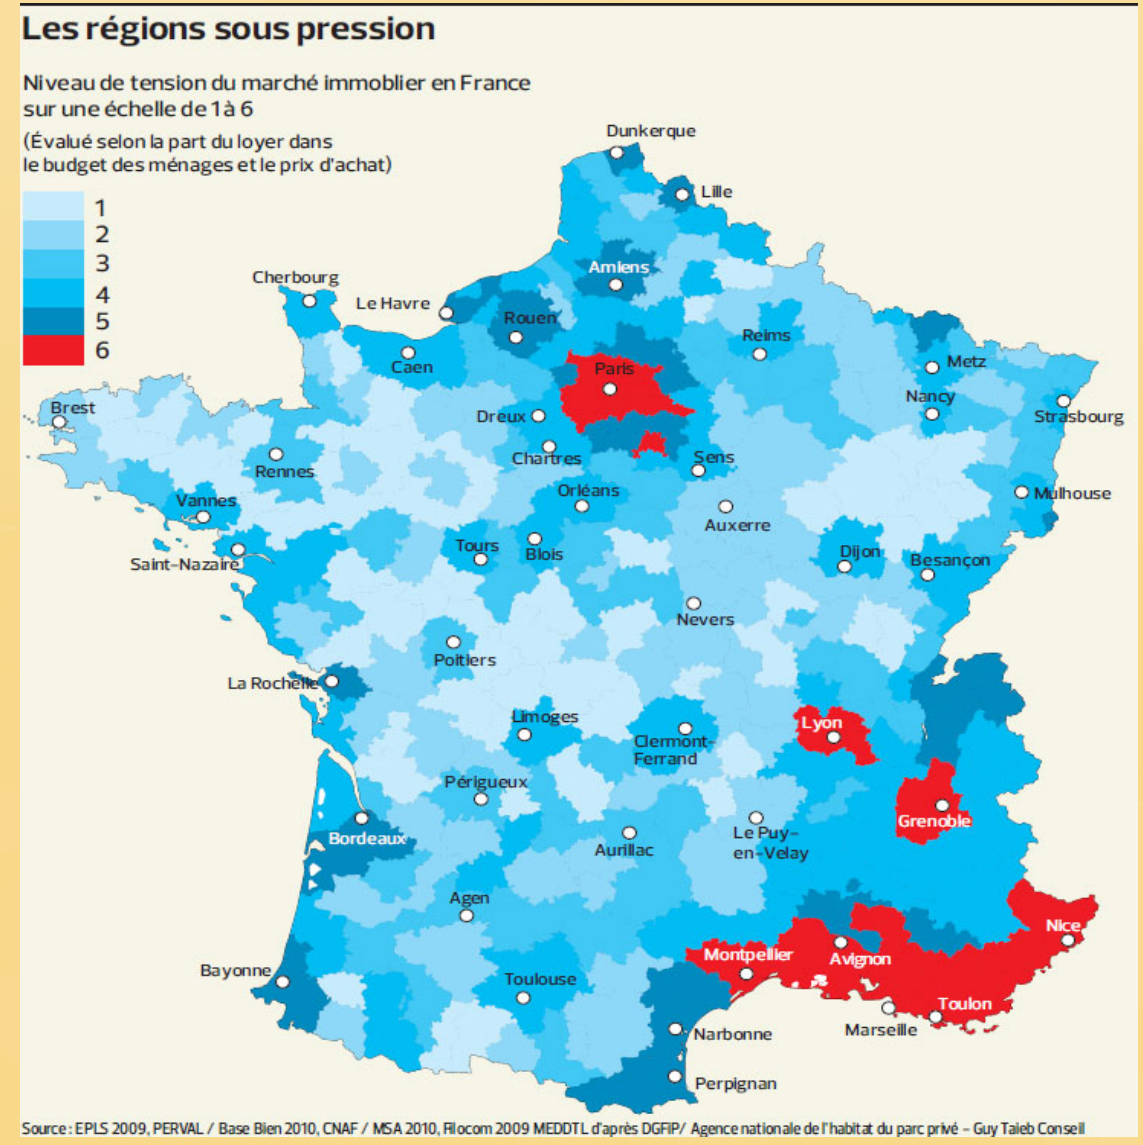 Les régions sous pression
Niveau de tension du marché immoblier en France
sur une échelle de 1 à 6
(Évalué selon la part du loyer dans
le budget des ménages et le prix d'achat)
1
2
3
4
5
6
Dunkerque
Lille
Amiens
Cherbourg
Le Havre
Rouen
Reims
Caen
Paris
Metz
Nancy
Brest
Dreux
Strasbourg
Chartres
Sens
Rennes
Orléans
Mulhouse
Vannes
Auxerre
Tours
Blois
Dijon
Besançon
Saint-Nazaire
Nevers
Poitiers
La Rochelle
Limoges
Lyon
Clermont-
Ferrand
Périgueux
Grenoble
Bordeaux
Aurillac
Le Puy-
en-Velay
Agen
Nice
Montpellier
Avignon
Bayonne
Toulouse
Toulon
Marseille
Narbonne
Perpignan
Source : EPLS 2009, PERVAL / Base Bien 2010, CNAF / MSA 2010, Filocom 2009 MEDDTL d'après DGFiP/ Agence nationale de l'habitat du parc privé – Guy Taieb Conseil